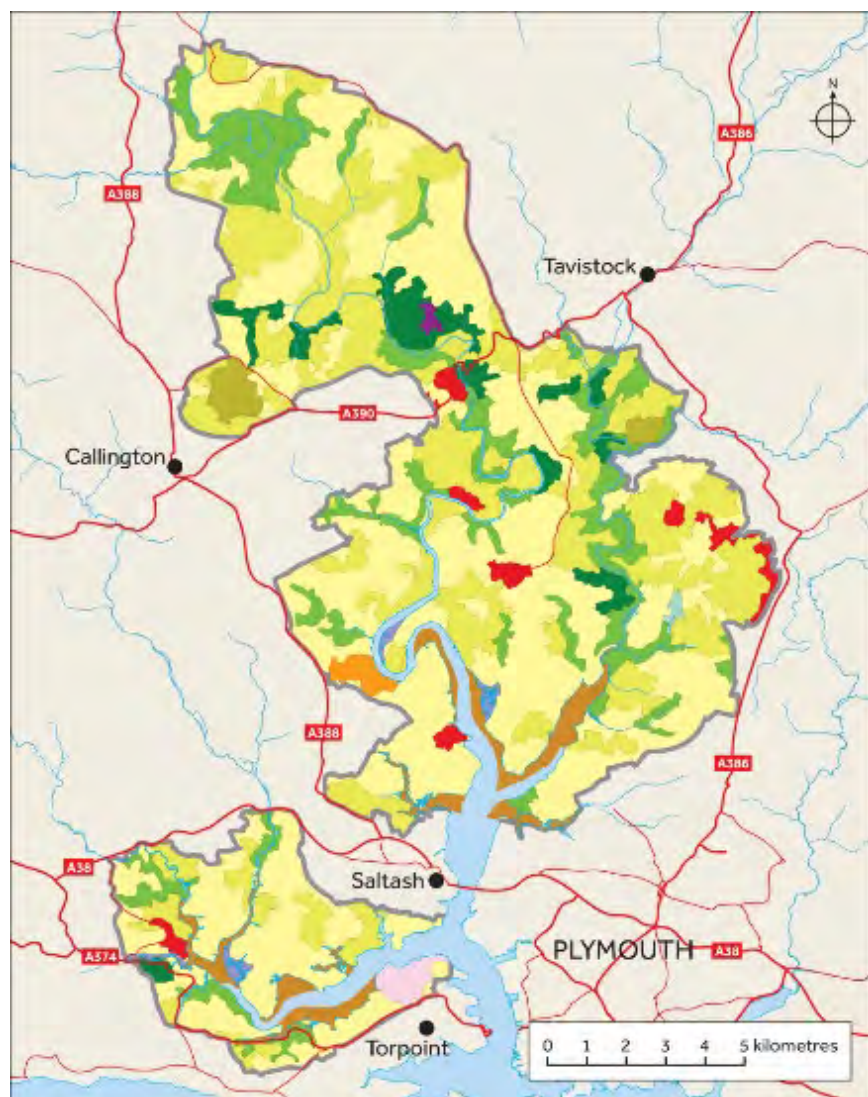 N
A386
A388
Tavistock
A390
Callington
A388
A386
A38
Saltash
PLYMOUTH
A38
A374
Torpoint
0 1 2 3 4 5 kilometres